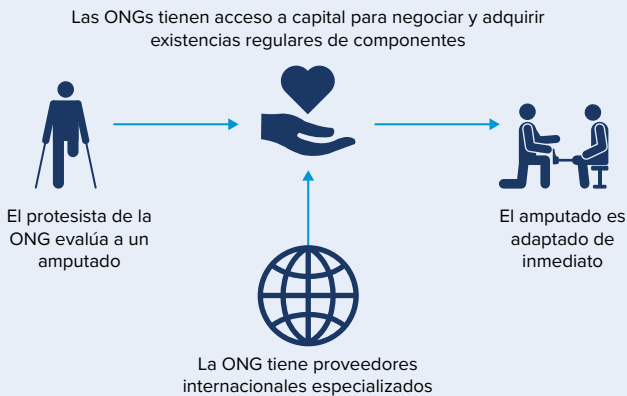 Las ONGs tienen acceso a capital para negociar y adquirir
existencias regulares de componentes
El protesista de la
ONG evalúa a un
amputado
El amputado es
adaptado de
inmediato
La ONG tiene proveedores
internacionales especializados